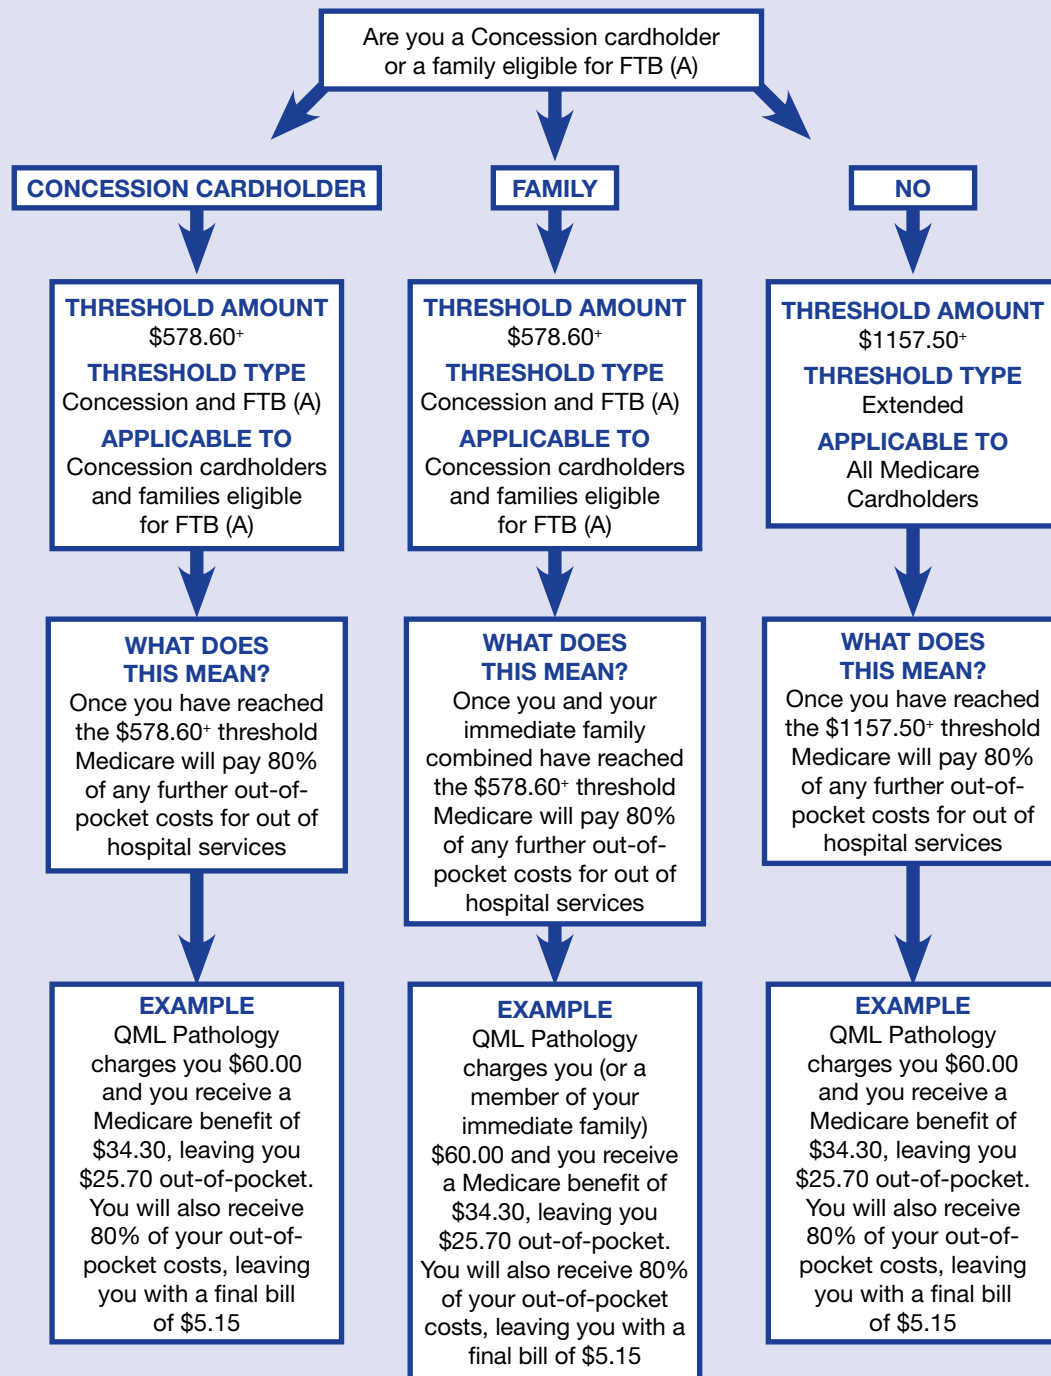 Are you a Concession cardholder
or a family eligible for FTB (A)
CONCESSION CARDHOLDER
THRESHOLD AMOUNT
$578.60+
THRESHOLD TYPE
Concession and FTB (A)
APPLICABLE TO
Concession cardholders
and families eligible
for FTB (A)
WHAT DOES
THIS MEAN?
Once you have reached
the $578.60+ threshold
Medicare will pay 80%
of any further out-of-
pocket costs for out of
hospital services
EXAMPLE
QML Pathology
charges you $60.00
and you receive a
Medicare benefit of
$34.30, leaving you
$25.70 out-of-pocket.
You will also receive
80% of your out-of-
pocket costs, leaving
you with a final bill
of $5.15
FAMILY
THRESHOLD AMOUNT
$578.60+
THRESHOLD TYPE
Concession and FTB (A)
APPLICABLE TO
Concession cardholders
and families eligible
for FTB (A)
WHAT DOES
THIS MEAN?
Once you and your
immediate family
combined have reached
the $578.60+ threshold
Medicare will pay 80%
of any further out-of-
pocket costs for out of
hospital services
EXAMPLE
QML Pathology
charges you (or a
member of your
immediate family)
$60.00 and you receive
a Medicare benefit of
$34.30, leaving you
$25.70 out-of-pocket.
You will also receive 80%
of your out-of-pocket
costs, leaving you with a
final bill of $5.15
NO
THRESHOLD AMOUNT
$1157.50+
THRESHOLD TYPE
Extended
APPLICABLE TO
All Medicare
Cardholders
WHAT DOES
THIS MEAN?
Once you have reached
the $1157.50+ threshold
Medicare will pay 80%
of any further out-of-
pocket costs for out of
hospital services
EXAMPLE
QML Pathology
charges you $60.00
and you receive a
Medicare benefit of
$34.30, leaving you
$25.70 out-of-pocket.
You will also receive
80% of your out-of-
pocket costs, leaving
you with a final bill
of $5.15